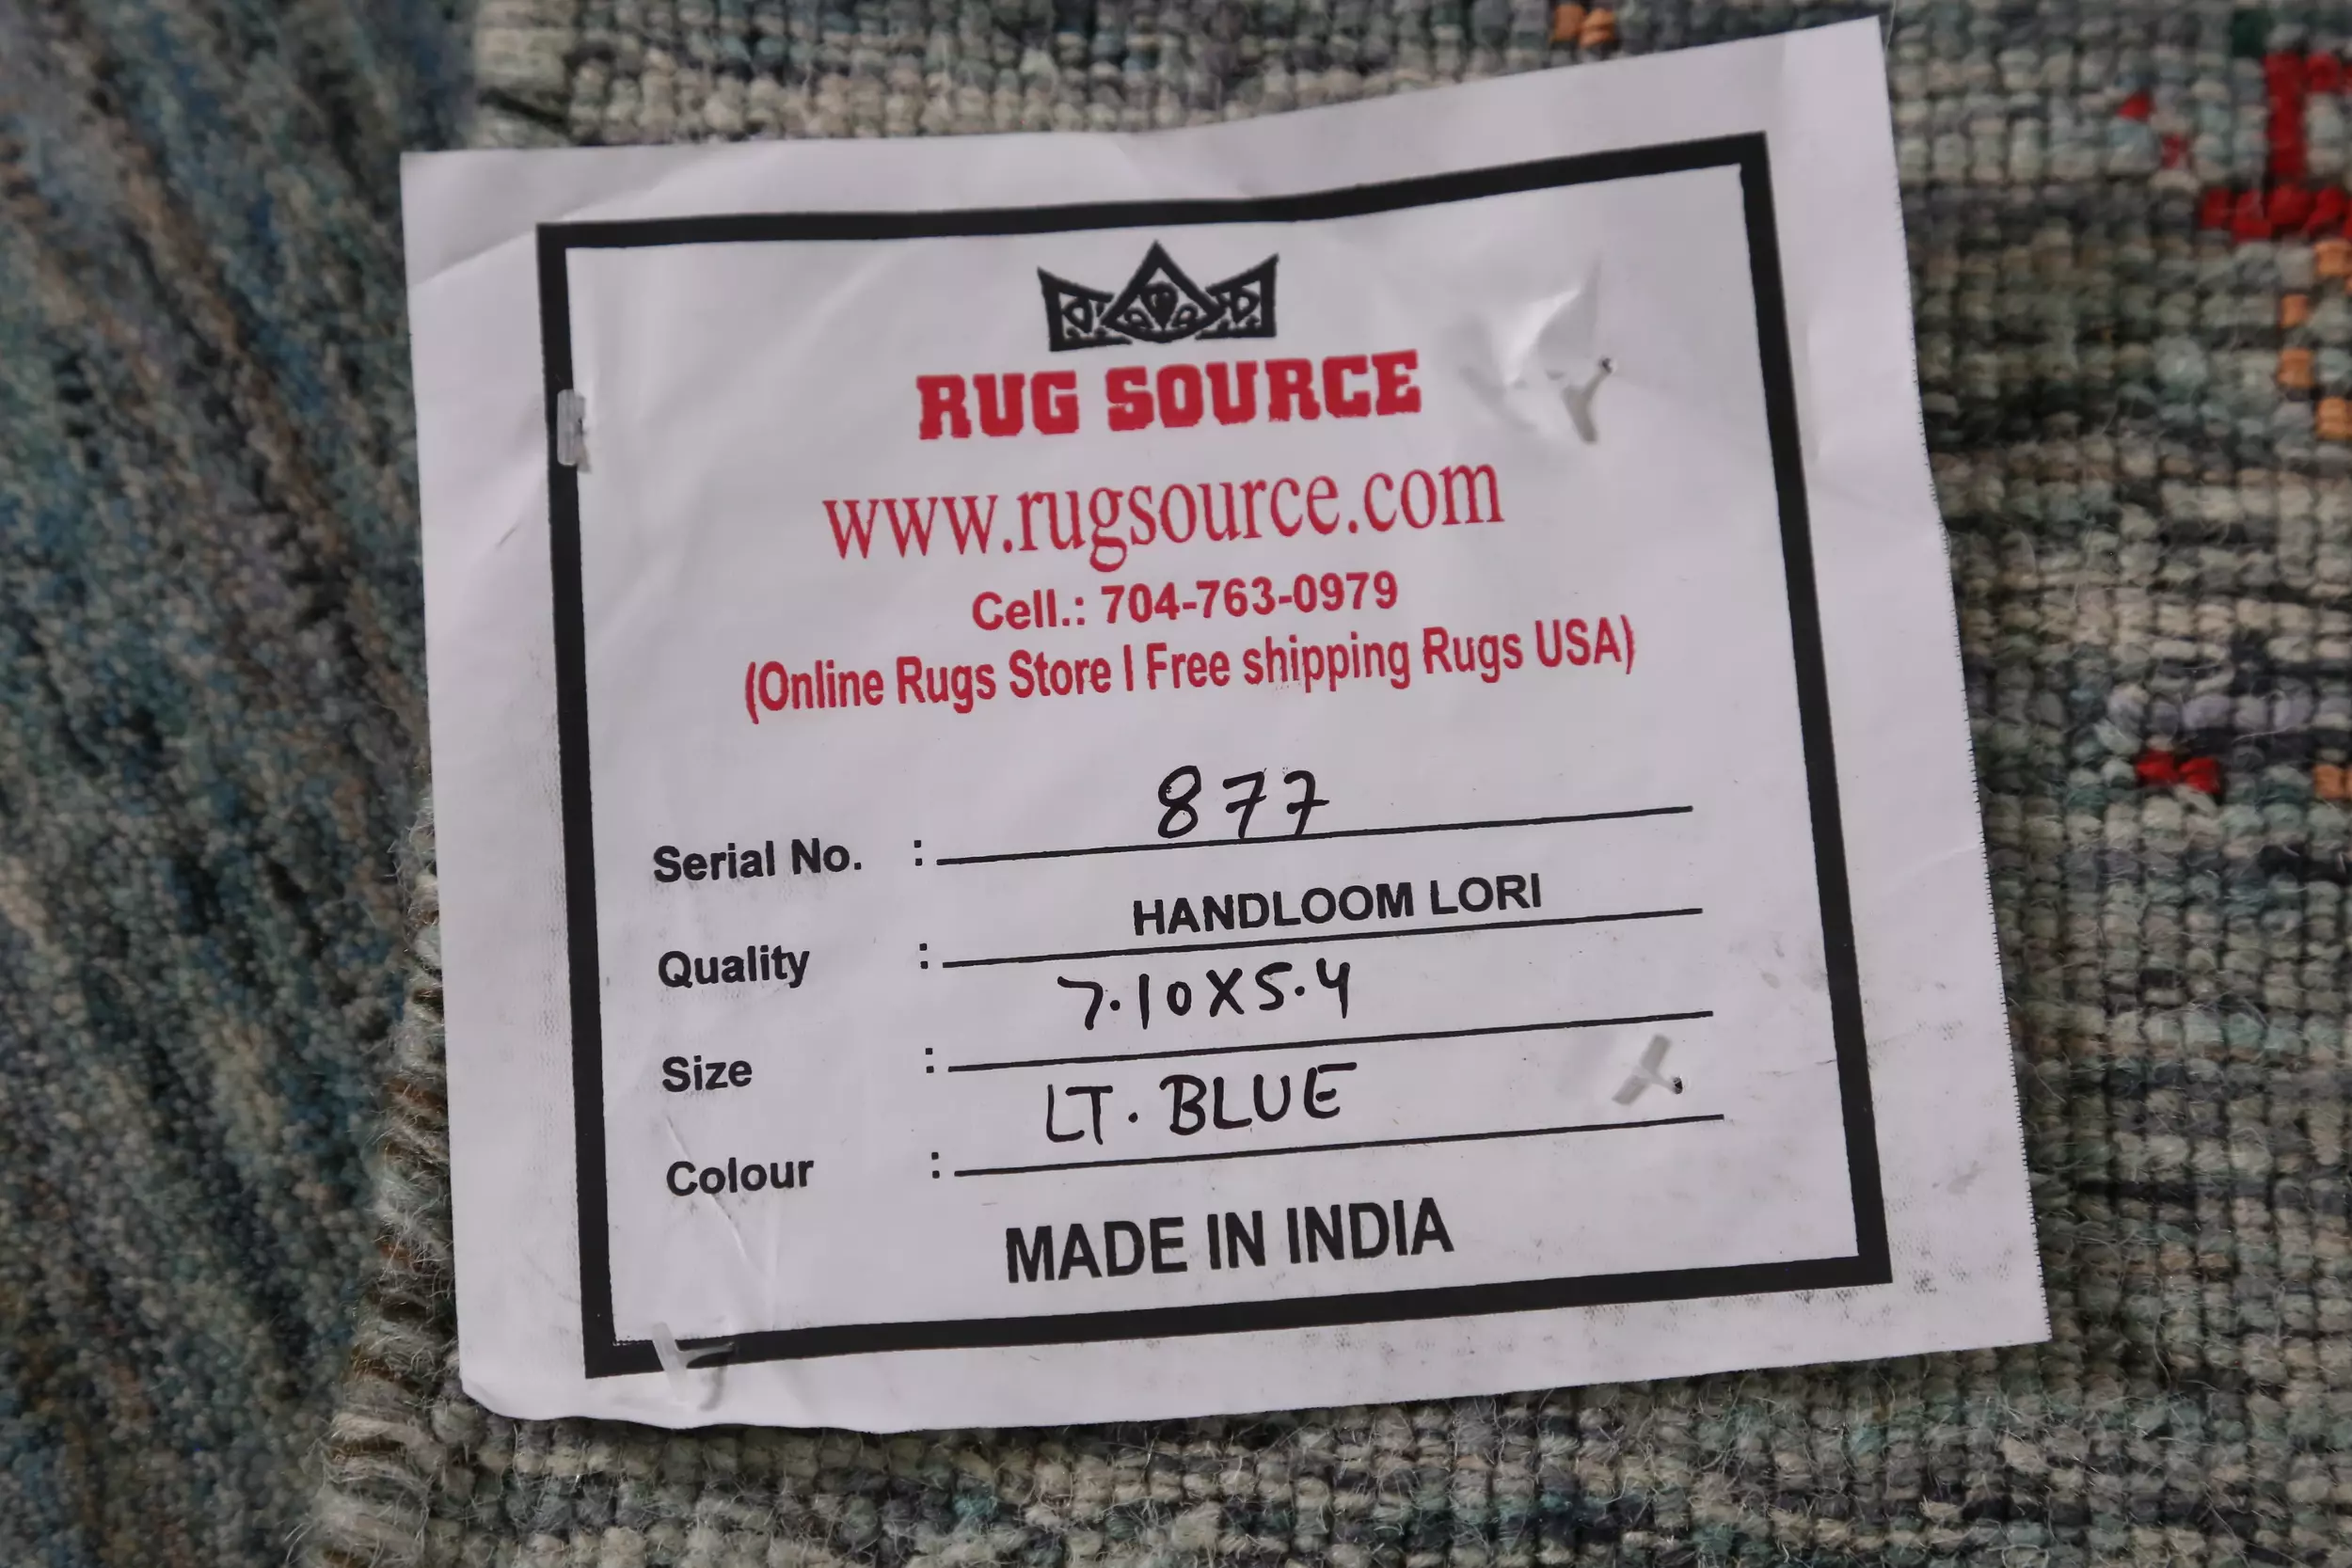 RUG SOURCE
www.rugsource.com
Cell.: 704-763-0979
(Online Rugs Store I Free shipping Rugs USA)
Serial No. : 877
Quality : HANDLOOM LORI
Size : 7.10X5.4
Colour : LT. BLUE
MADE IN INDIA